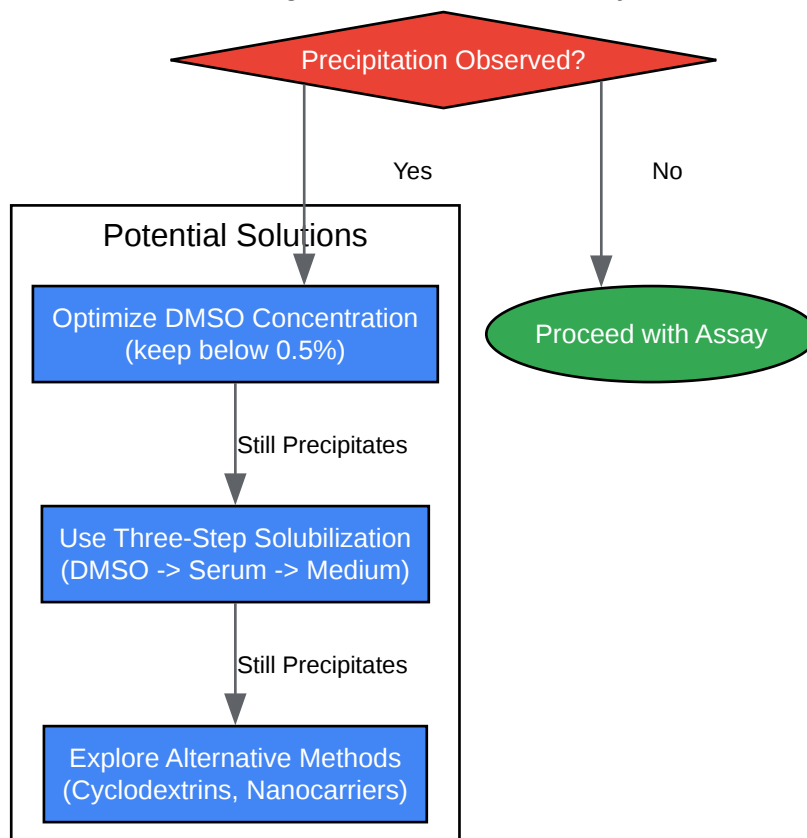 Precipitation Observed?
Yes
No
Potential Solutions
Optimize DMSO Concentration
(keep below 0.5%)
Proceed with Assay
Still Precipitates
Use Three-Step Solubilization
(DMSO -> Serum -> Medium)
Still Precipitates
Explore Alternative Methods
(Cyclodextrins, Nanocarriers)